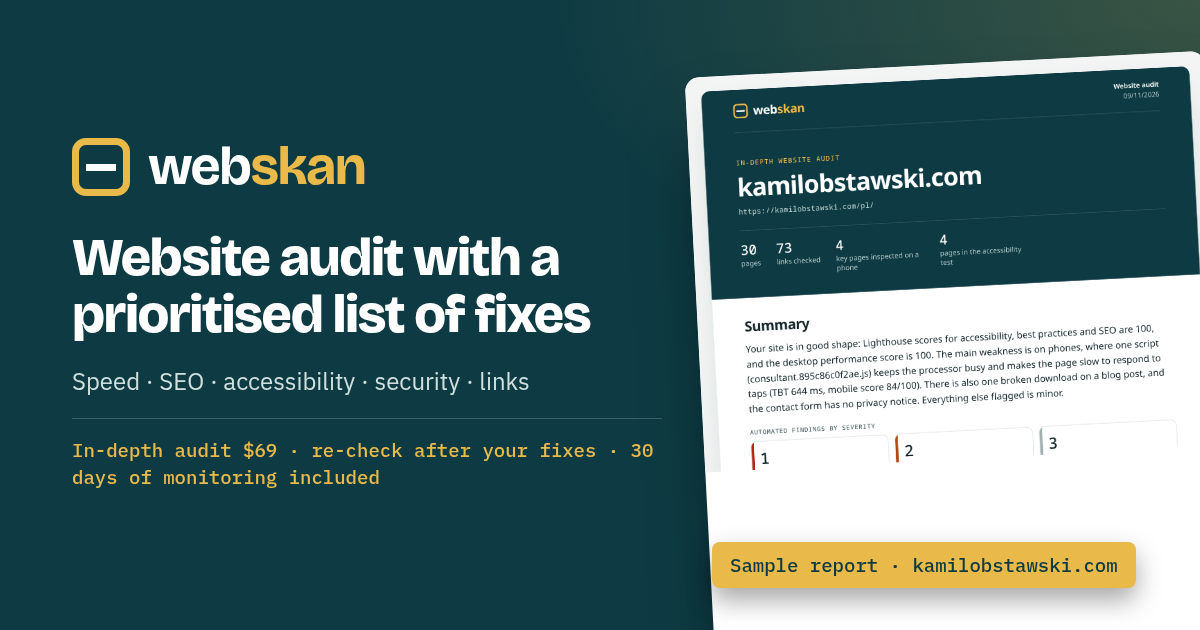 webskan
Website audit with a
prioritised list of fixes
Speed · SEO · accessibility · security · links
In-depth audit $69 · re-check after your fixes · 30
days of monitoring included
webskan
Website audit
09/11/2026
IN-DEPTH WEBSITE AUDIT
kamilobstawski.com
https://kamilobstawski.com/pl/
30
pages
73
links checked
4
key pages inspected on a
phone
4
pages in the accessibility
test
Summary
Your site is in good shape: Lighthouse scores for accessibility, best practices and SEO are 100,
and the desktop performance score is 100. The main weakness is on phones, where one script
(consultant.895c86c0f2ae.js) keeps the processor busy and makes the page slow to respond to
taps (TBT 644 ms, mobile score 84/100). There is also one broken download on a blog post, and
the contact form has no privacy notice. Everything else flagged is minor.
AUTOMATED FINDINGS BY SEVERITY
1
2
3
Sample report · kamilobstawski.com